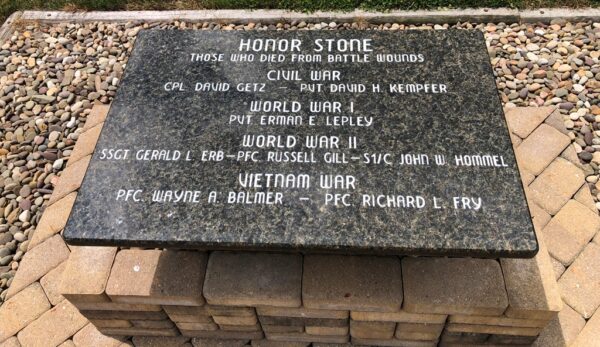 HONOR STONE
THOSE WHO DIED FROM BATTLE WOUNDS
CIVIL WAR
CPL DAVID GETZ – PVT DAVID H. KEMPFER
WORLD WAR I
PVT ERMAN E. LEPLEY
WORLD WAR II
SSGT GERALD L. ERB – PFC RUSSELL GILL – S1/C JOHN W. HOMMEL
VIETNAM WAR
PFC. WAYNE A. BALMER – PFC. RICHARD L. FRY